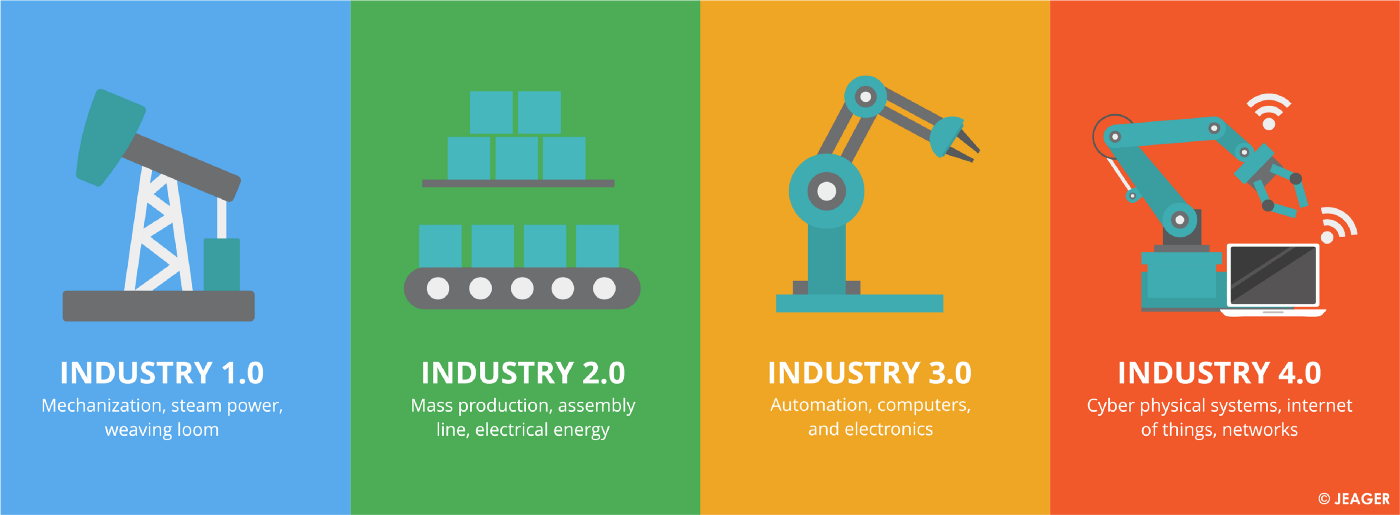 INDUSTRY 1.0
Mechanization, steam power,
weaving loom
INDUSTRY 2.0
Mass production, assembly
line, electrical energy
INDUSTRY 3.0
Automation, computers,
and electronics
INDUSTRY 4.0
Cyber physical systems, internet
of things, networks
© JEAGER